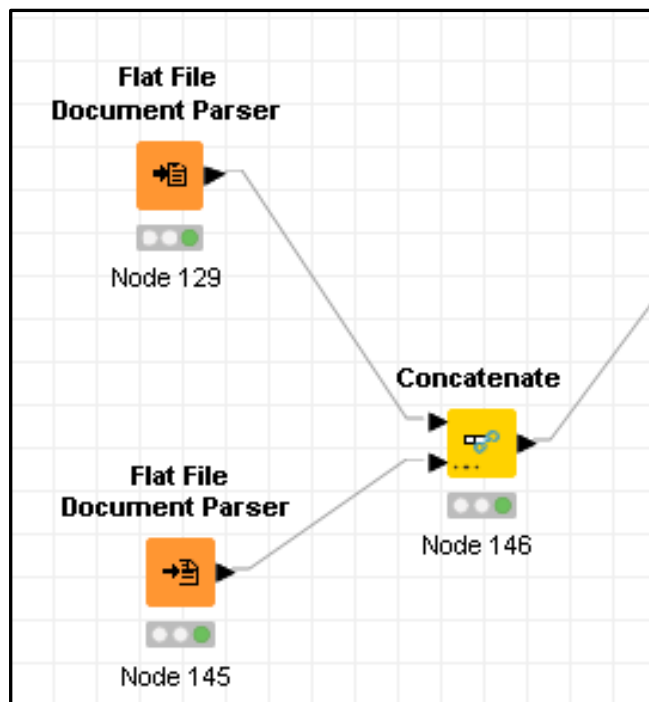 Flat File
Document Parser
Node 129
Concatenate
Node 146
Flat File
Document Parser
Node 145